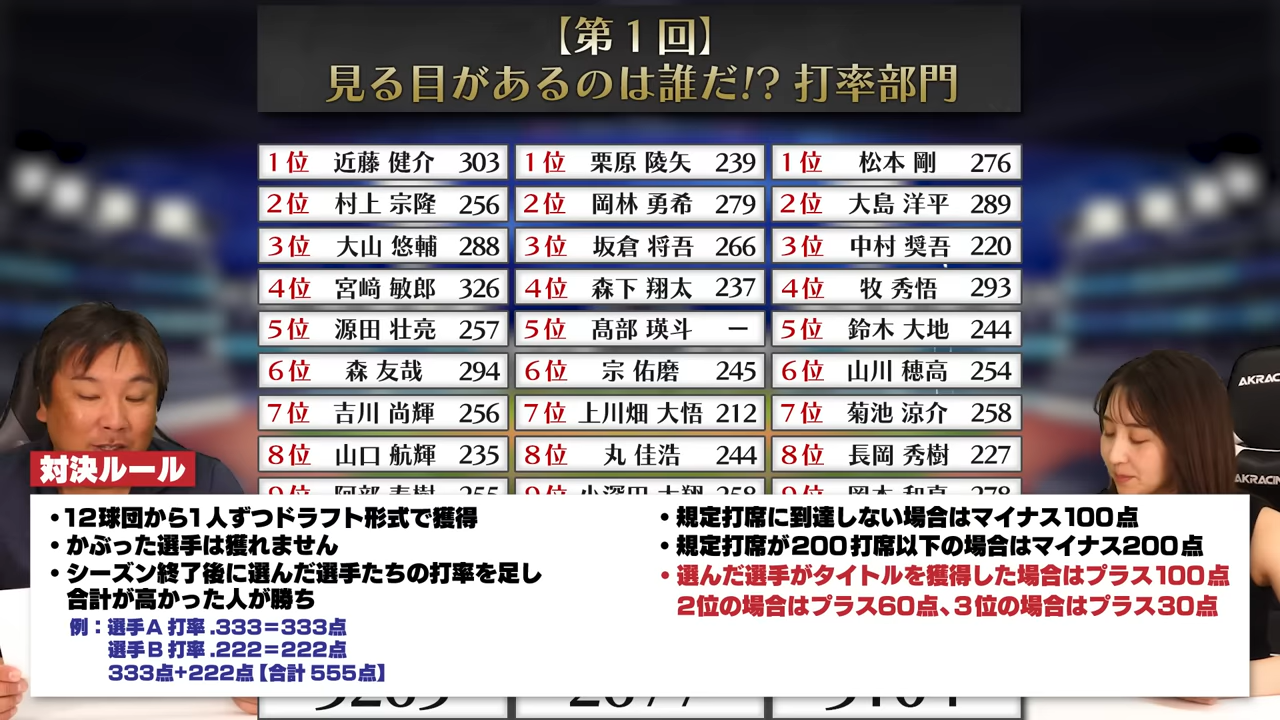 【第1回】
見る目があるのは誰だ!? 打率部門
1位 近藤 健介 303
1位 栗原 陵矢 239
1位 松本 剛 276
2位 村上 宗隆 256
2位 岡林 勇希 279
2位 大島 洋平 289
3位 大山 悠輔 288
3位 坂倉 将吾 266
3位 中村 奨吾 220
4位 宮﨑 敏郎 326
4位 森下 翔太 237
4位 牧 秀悟 293
5位 源田 壮亮 257
5位 髙部 瑛斗 ー
5位 鈴木 大地 244
6位 森 友哉 294
6位 宗 佑磨 245
6位 山川 穂高 254
7位 吉川 尚輝 256
7位 上川畑 大悟 212
7位 菊池 涼介 258
8位 山口 航輝 235
8位 丸 佳浩 244
8位 長岡 秀樹 227
AKRACING
AKRACING
対決ルール
・12球団から1人ずつドラフト形式で獲得
・かぶった選手は獲れません
・シーズン終了後に選んだ選手たちの打率を足し
合計が高かった人が勝ち
例：選手A 打率 .333＝333点
選手B 打率 .222＝222点
333点+222点【合計 555点】
・規定打席に到達しない場合はマイナス100点
・規定打席が200打席以下の場合はマイナス200点
・選んだ選手がタイトルを獲得した場合はプラス100点
2位の場合はプラス60点、3位の場合はプラス30点